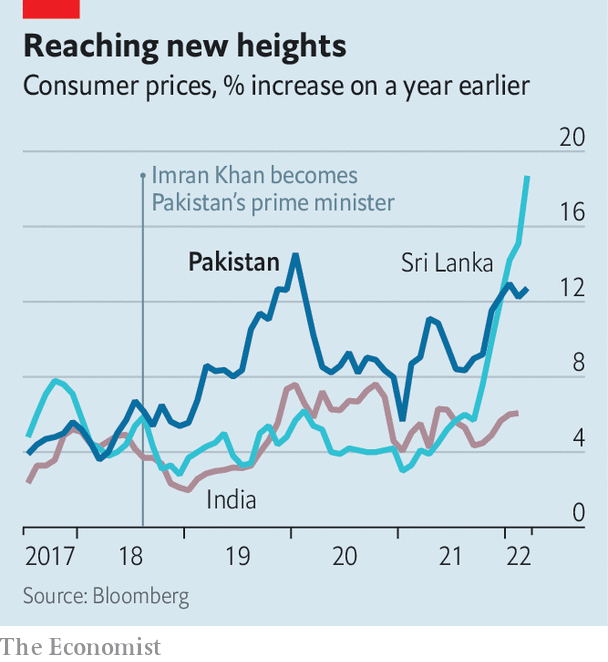 Reaching new heights
Consumer prices, % increase on a year earlier
20
Imran Khan becomes
Pakistan's prime minister
16
Pakistan
Sri Lanka
12
8
4
India
0
2017 18 19 20 21 22
Source: Bloomberg
The Economist